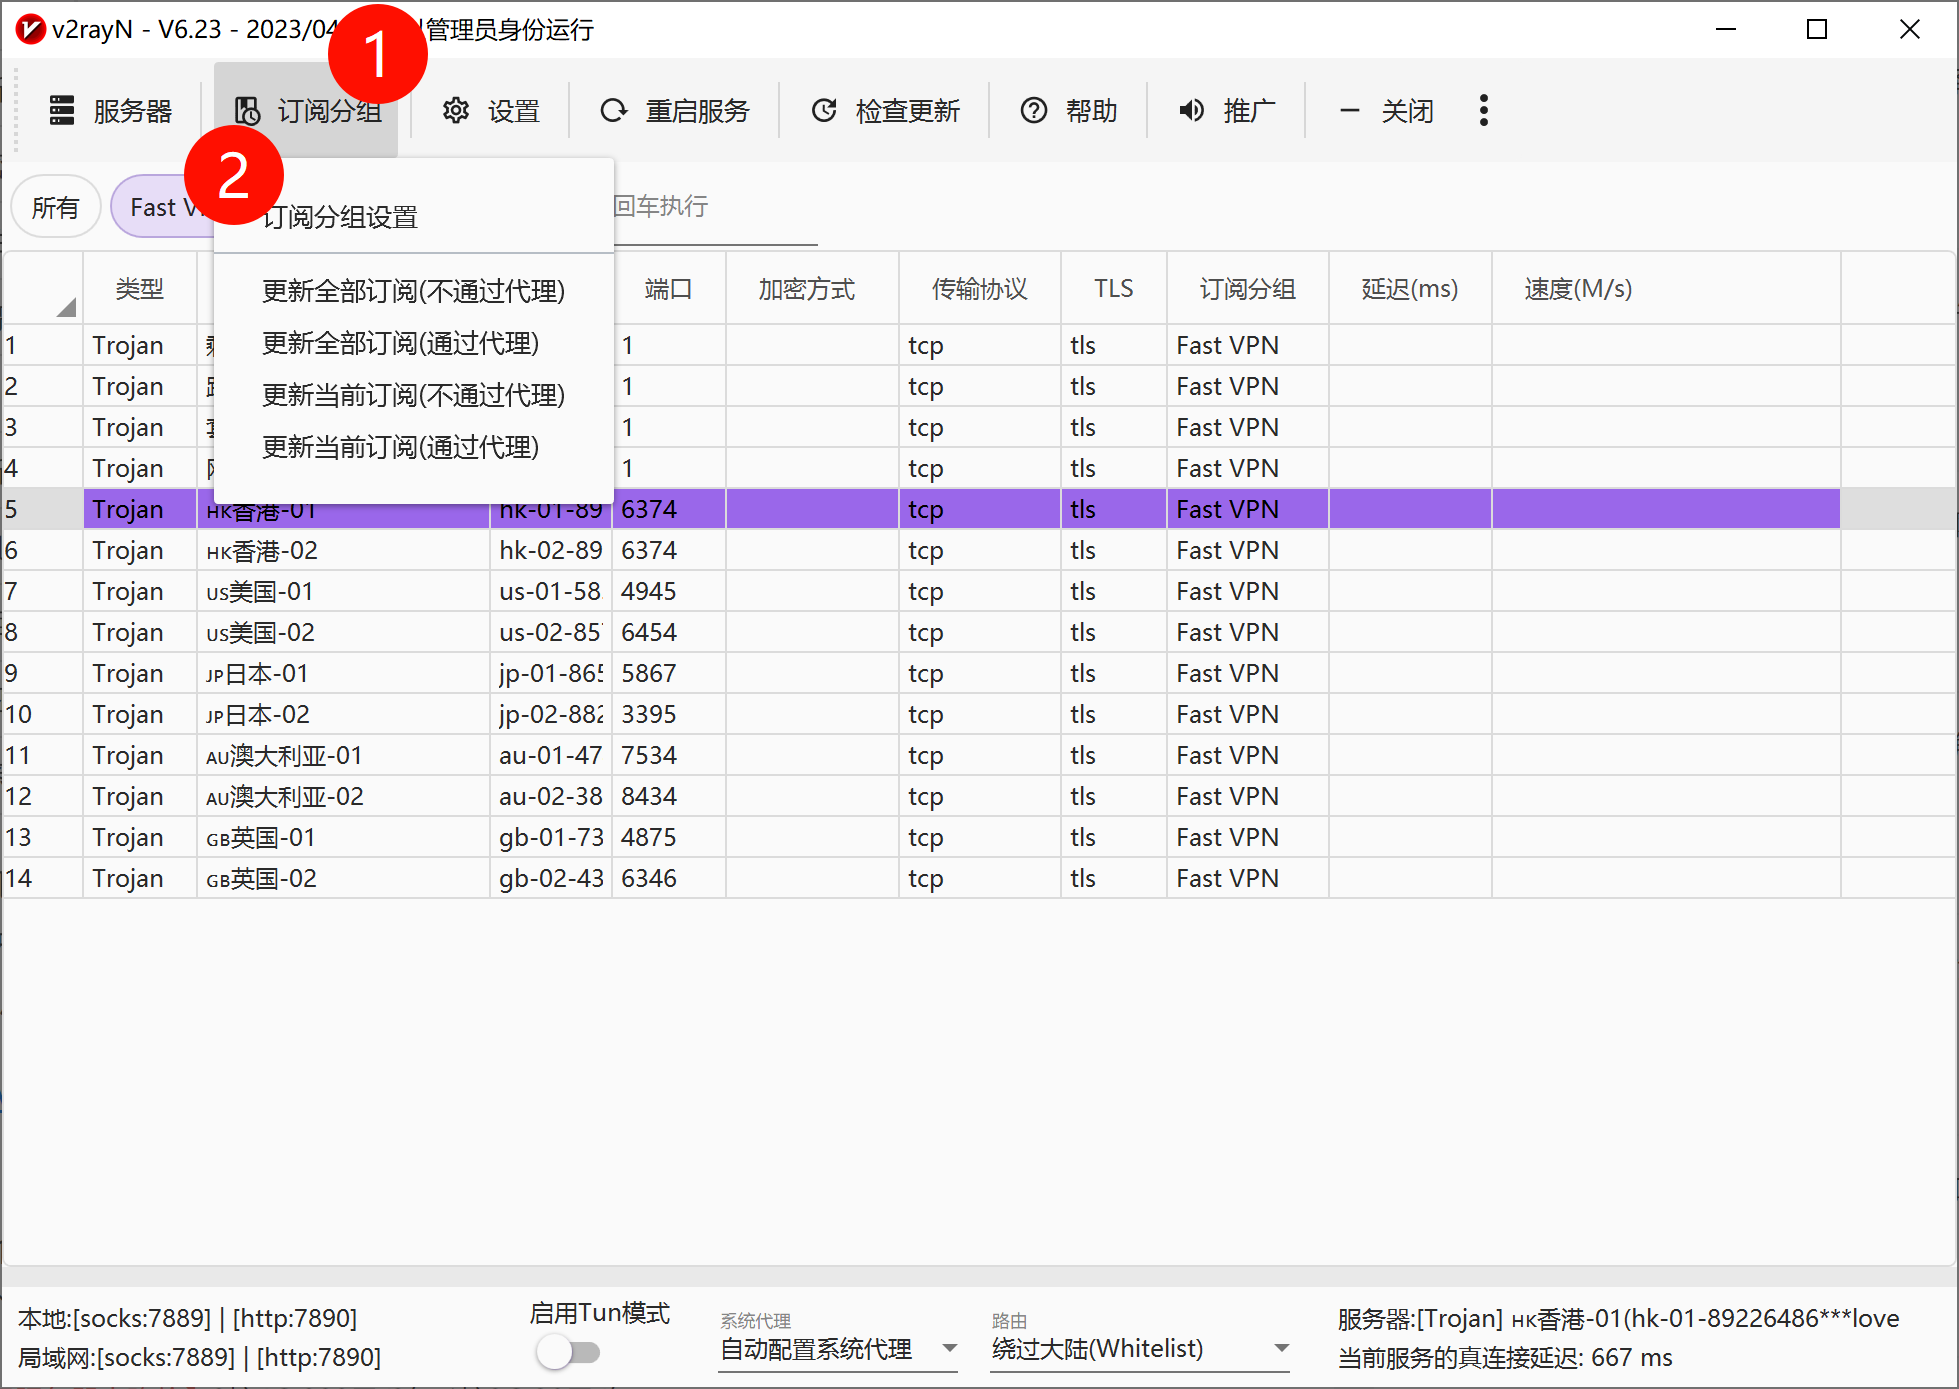 v2rayN - V6.23 - 2023/04 管理员身份运行
1
服务器 订阅分组 设置 重启服务 检查更新 帮助 推广 关闭
2
所有 Fast 回车执行
订阅分组设置
更新全部订阅(不通过代理)
更新全部订阅(通过代理)
更新当前订阅(不通过代理)
更新当前订阅(通过代理)
类型 端口 加密方式 传输协议 TLS 订阅分组 延迟(ms) 速度(M/s)
1 Trojan 1 tcp tls Fast VPN
2 Trojan 1 tcp tls Fast VPN
3 Trojan 1 tcp tls Fast VPN
4 Trojan 1 tcp tls Fast VPN
5 Trojan HK香港-01 hk-01-89 6374 tcp tls Fast VPN
6 Trojan HK香港-02 hk-02-89 6374 tcp tls Fast VPN
7 Trojan US美国-01 us-01-58 4945 tcp tls Fast VPN
8 Trojan US美国-02 us-02-85 6454 tcp tls Fast VPN
9 Trojan JP日本-01 jp-01-865 5867 tcp tls Fast VPN
10 Trojan JP日本-02 jp-02-882 3395 tcp tls Fast VPN
11 Trojan AU澳大利亚-01 au-01-47 7534 tcp tls Fast VPN
12 Trojan AU澳大利亚-02 au-02-38 8434 tcp tls Fast VPN
13 Trojan GB英国-01 gb-01-73 4875 tcp tls Fast VPN
14 Trojan GB英国-02 gb-02-43 6346 tcp tls Fast VPN
本地:[socks:7889] | [http:7890]
局域网:[socks:7889] | [http:7890]
启用Tun模式
系统代理
自动配置系统代理
路由
绕过大陆(Whitelist)
服务器:[Trojan] HK香港-01(hk-01-89226486***love
当前服务的真连接延迟: 667 ms